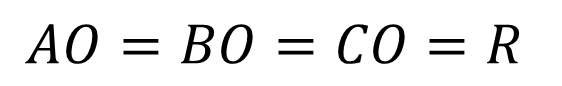 AO = BO = CO = R